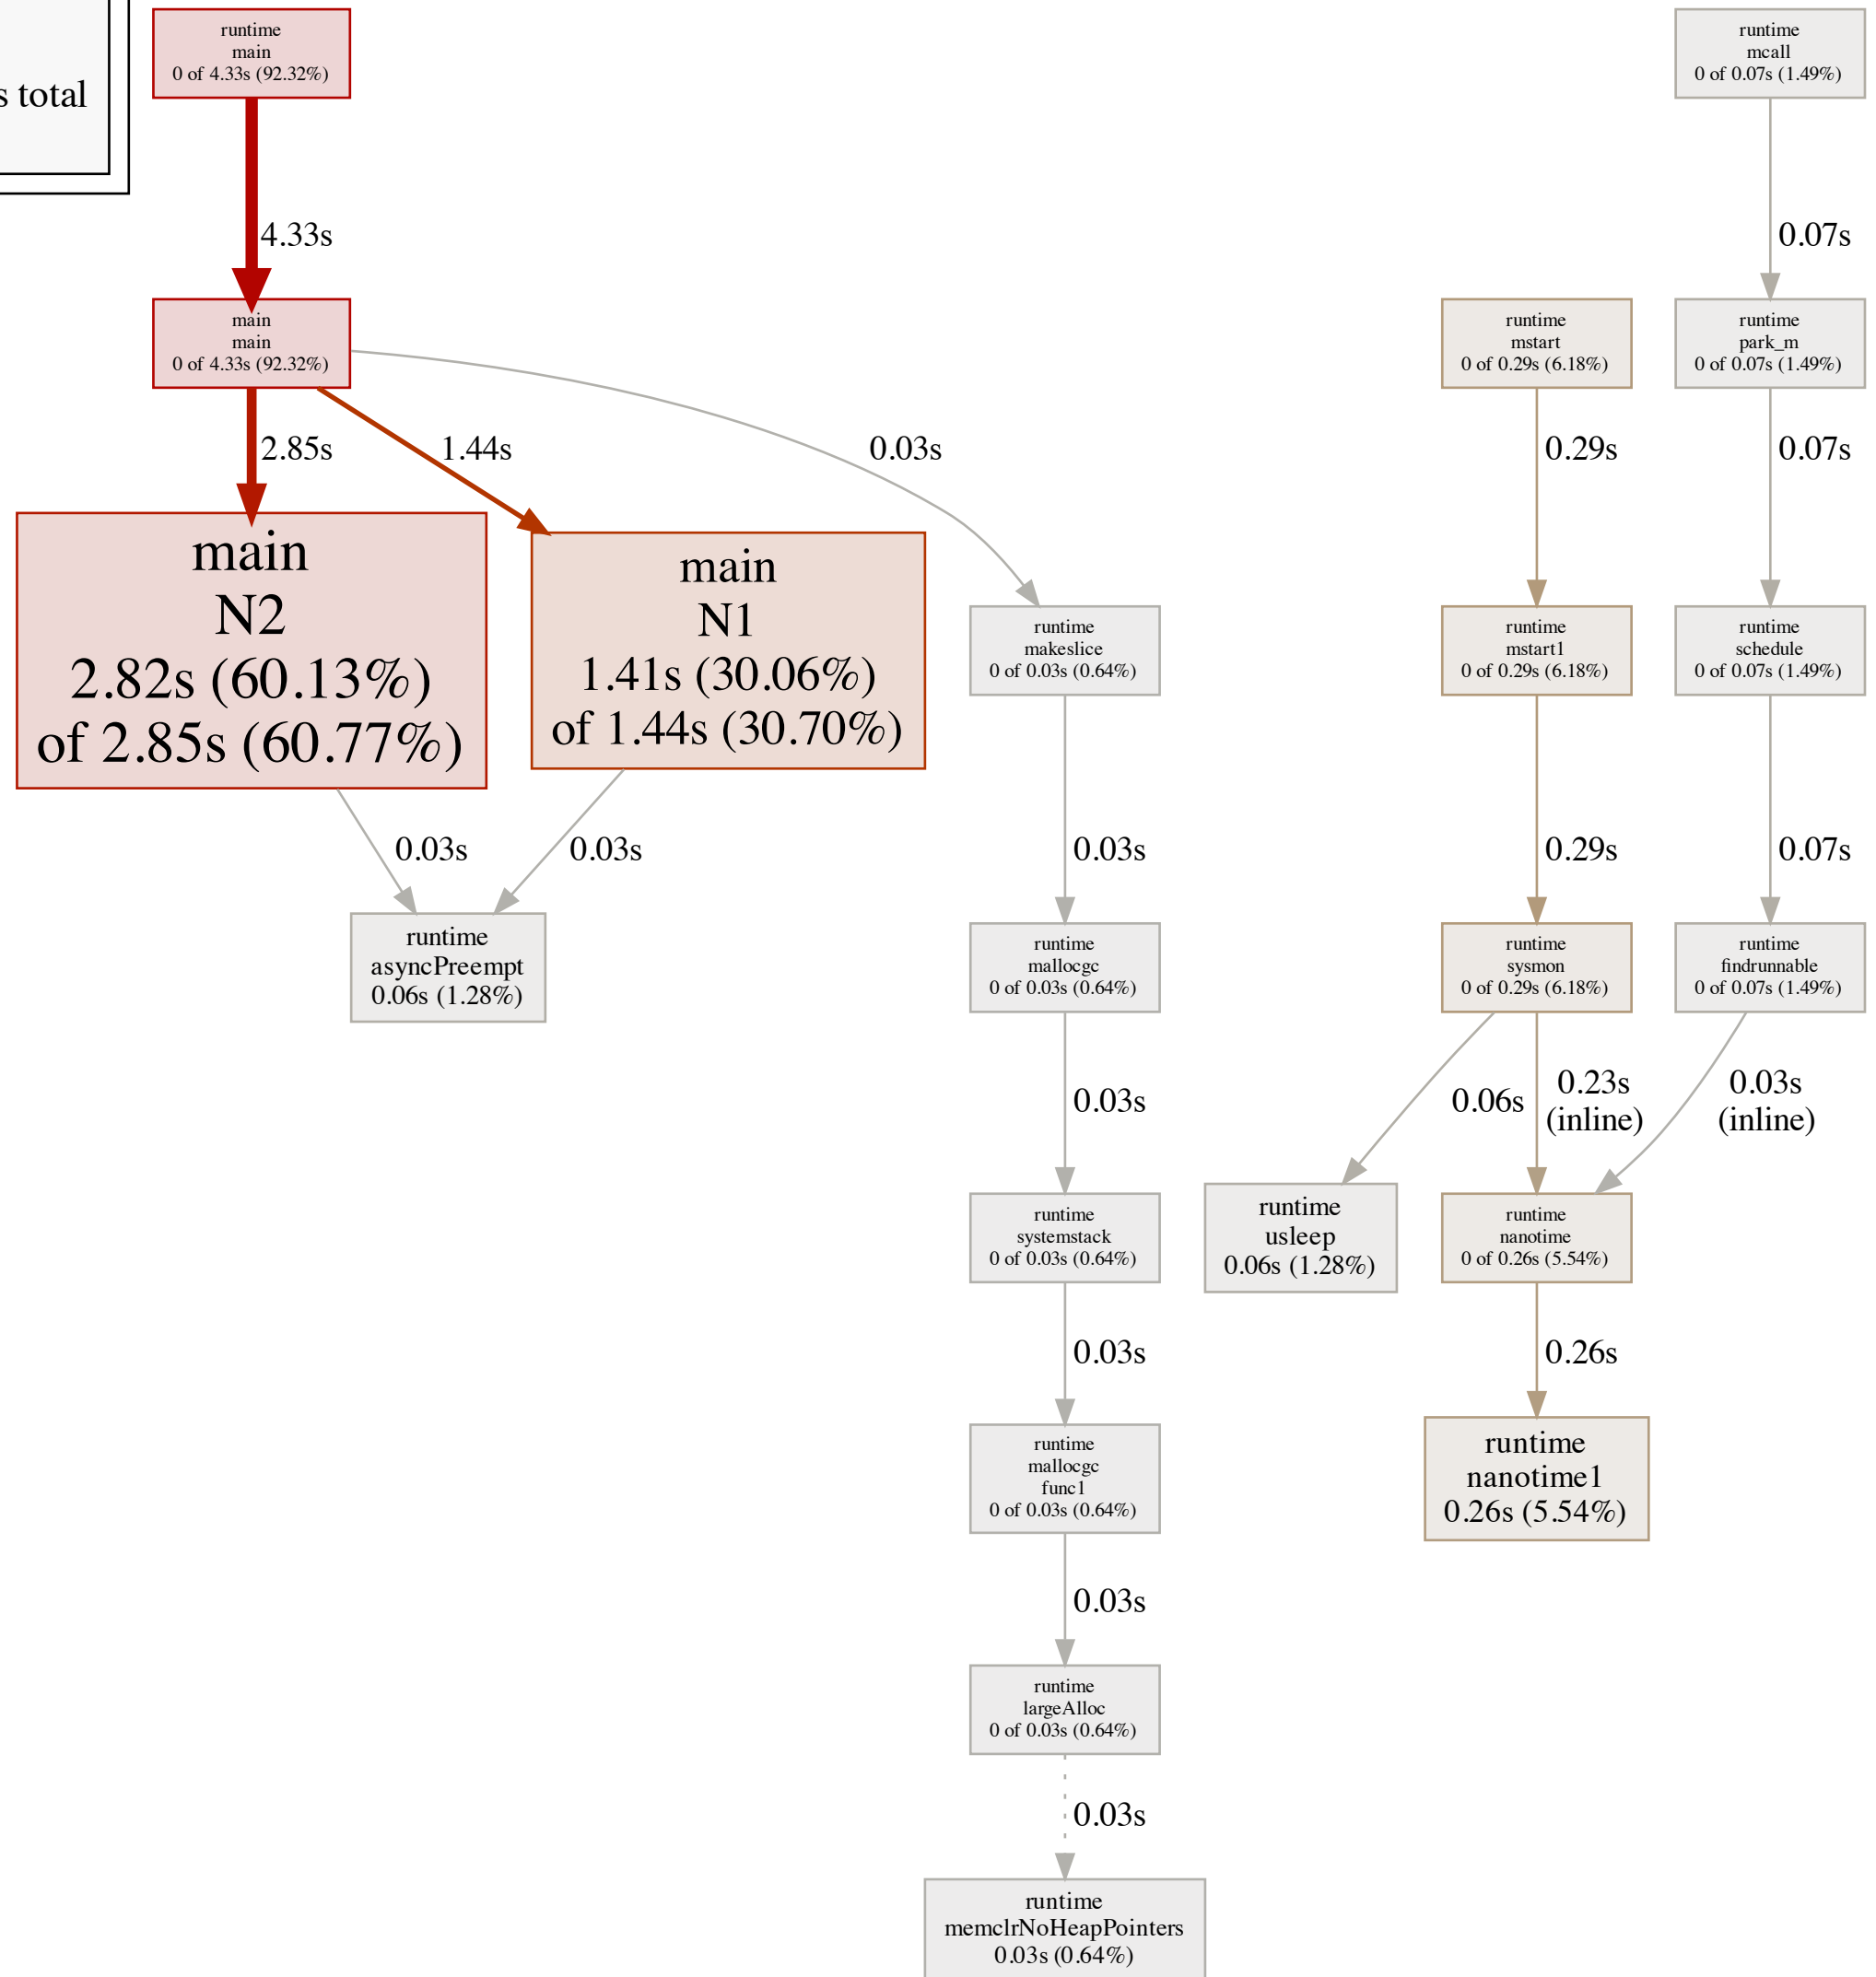 s total
runtime
main
0 of 4.33s (92.32%)
runtime
mcall
0 of 0.07s (1.49%)
4.33s
0.07s
main
main
0 of 4.33s (92.32%)
runtime
mstart
0 of 0.29s (6.18%)
runtime
park_m
0 of 0.07s (1.49%)
2.85s
1.44s
0.03s
0.29s
0.07s
main
N2
2.82s (60.13%)
of 2.85s (60.77%)
main
N1
1.41s (30.06%)
of 1.44s (30.70%)
runtime
makeslice
0 of 0.03s (0.64%)
runtime
mstart1
0 of 0.29s (6.18%)
runtime
schedule
0 of 0.07s (1.49%)
0.03s
0.03s
0.03s
0.29s
0.07s
runtime
asyncPreempt
0.06s (1.28%)
runtime
mallocgc
0 of 0.03s (0.64%)
runtime
sysmon
0 of 0.29s (6.18%)
runtime
findrunnable
0 of 0.07s (1.49%)
0.03s
0.06s
0.23s
(inline)
0.03s
(inline)
runtime
systemstack
0 of 0.03s (0.64%)
runtime
usleep
0.06s (1.28%)
runtime
nanotime
0 of 0.26s (5.54%)
0.03s
0.26s
runtime
mallocgc
func1
0 of 0.03s (0.64%)
runtime
nanotime1
0.26s (5.54%)
0.03s
runtime
largeAlloc
0 of 0.03s (0.64%)
0.03s
runtime
memclrNoHeapPointers
0.03s (0.64%)